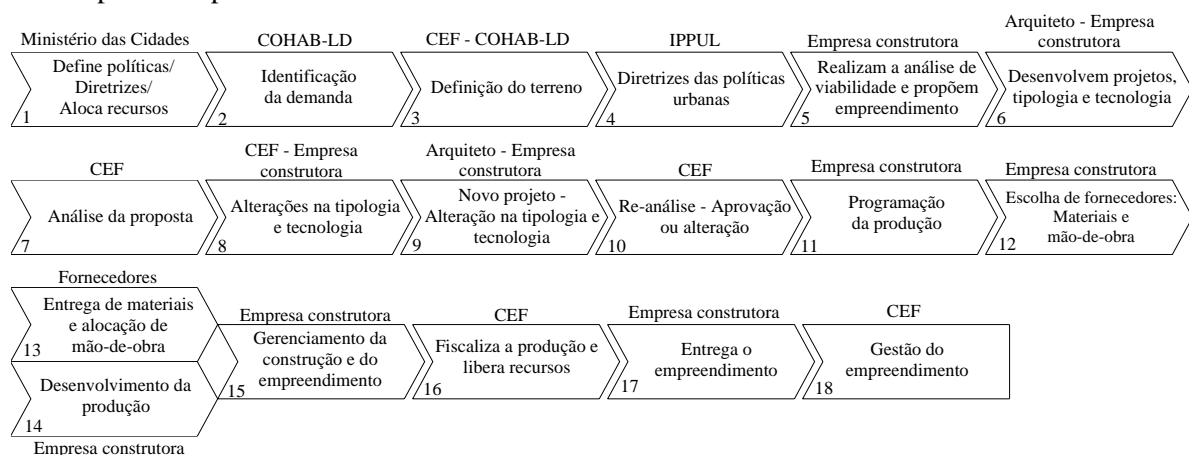 Ministério das Cidades
Define políticas/
Diretrizes/
Aloca recursos
1
COHAB-LD
Identificação
da demanda
2
CEF - COHAB-LD
Definição do terreno
3
IPPUL
Diretrizes das políticas
urbanas
4
Empresa construtora
Realizam a análise de
viabilidade e propõem
empreendimento
5
Arquiteto - Empresa
construtora
Desenvolvem projetos,
tipologia e tecnologia
6
CEF
Análise da proposta
7
CEF - Empresa
construtora
Alterações na tipologia
e tecnologia
8
Arquiteto - Empresa
construtora
Novo projeto -
Alteração na tipologia e
tecnologia
9
CEF
Re-análise - Aprovação
ou alteração
10
Empresa construtora
Programação
da produção
11
Empresa construtora
Escolha de fornecedores:
Materiais e
mão-de-obra
12
Fornecedores
Entrega de materiais
e alocação de
mão-de-obra
13
Desenvolvimento da
produção
14
Empresa construtora
Empresa construtora
Gerenciamento da
construção e do
empreendimento
15
CEF
Fiscaliza a produção e
libera recursos
16
Empresa construtora
Entrega o
empreendimento
17
CEF
Gestão do
empreendimento
18